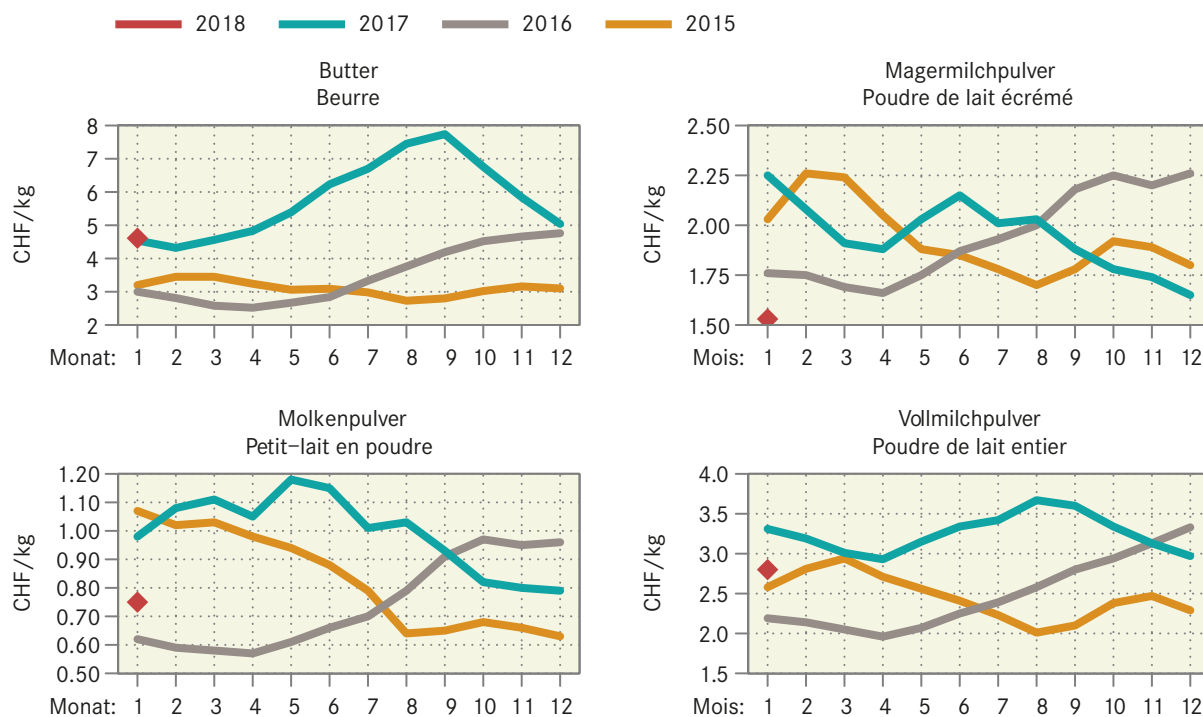 2018 2017 2016 2015
Butter
Beurre
CHF/kg
8
7
6
5
4
3
2
Monat: 1 2 3 4 5 6 7 8 9 10 11 12
Magermilchpulver
Poudre de lait écrémé
CHF/kg
2.50
2.25
2.00
1.75
1.50
Mois: 1 2 3 4 5 6 7 8 9 10 11 12
Molkenpulver
Petit-lait en poudre
CHF/kg
1.20
1.10
1.00
0.90
0.80
0.70
0.60
0.50
Monat: 1 2 3 4 5 6 7 8 9 10 11 12
Vollmilchpulver
Poudre de lait entier
CHF/kg
4.0
3.5
3.0
2.5
2.0
1.5
Mois: 1 2 3 4 5 6 7 8 9 10 11 12